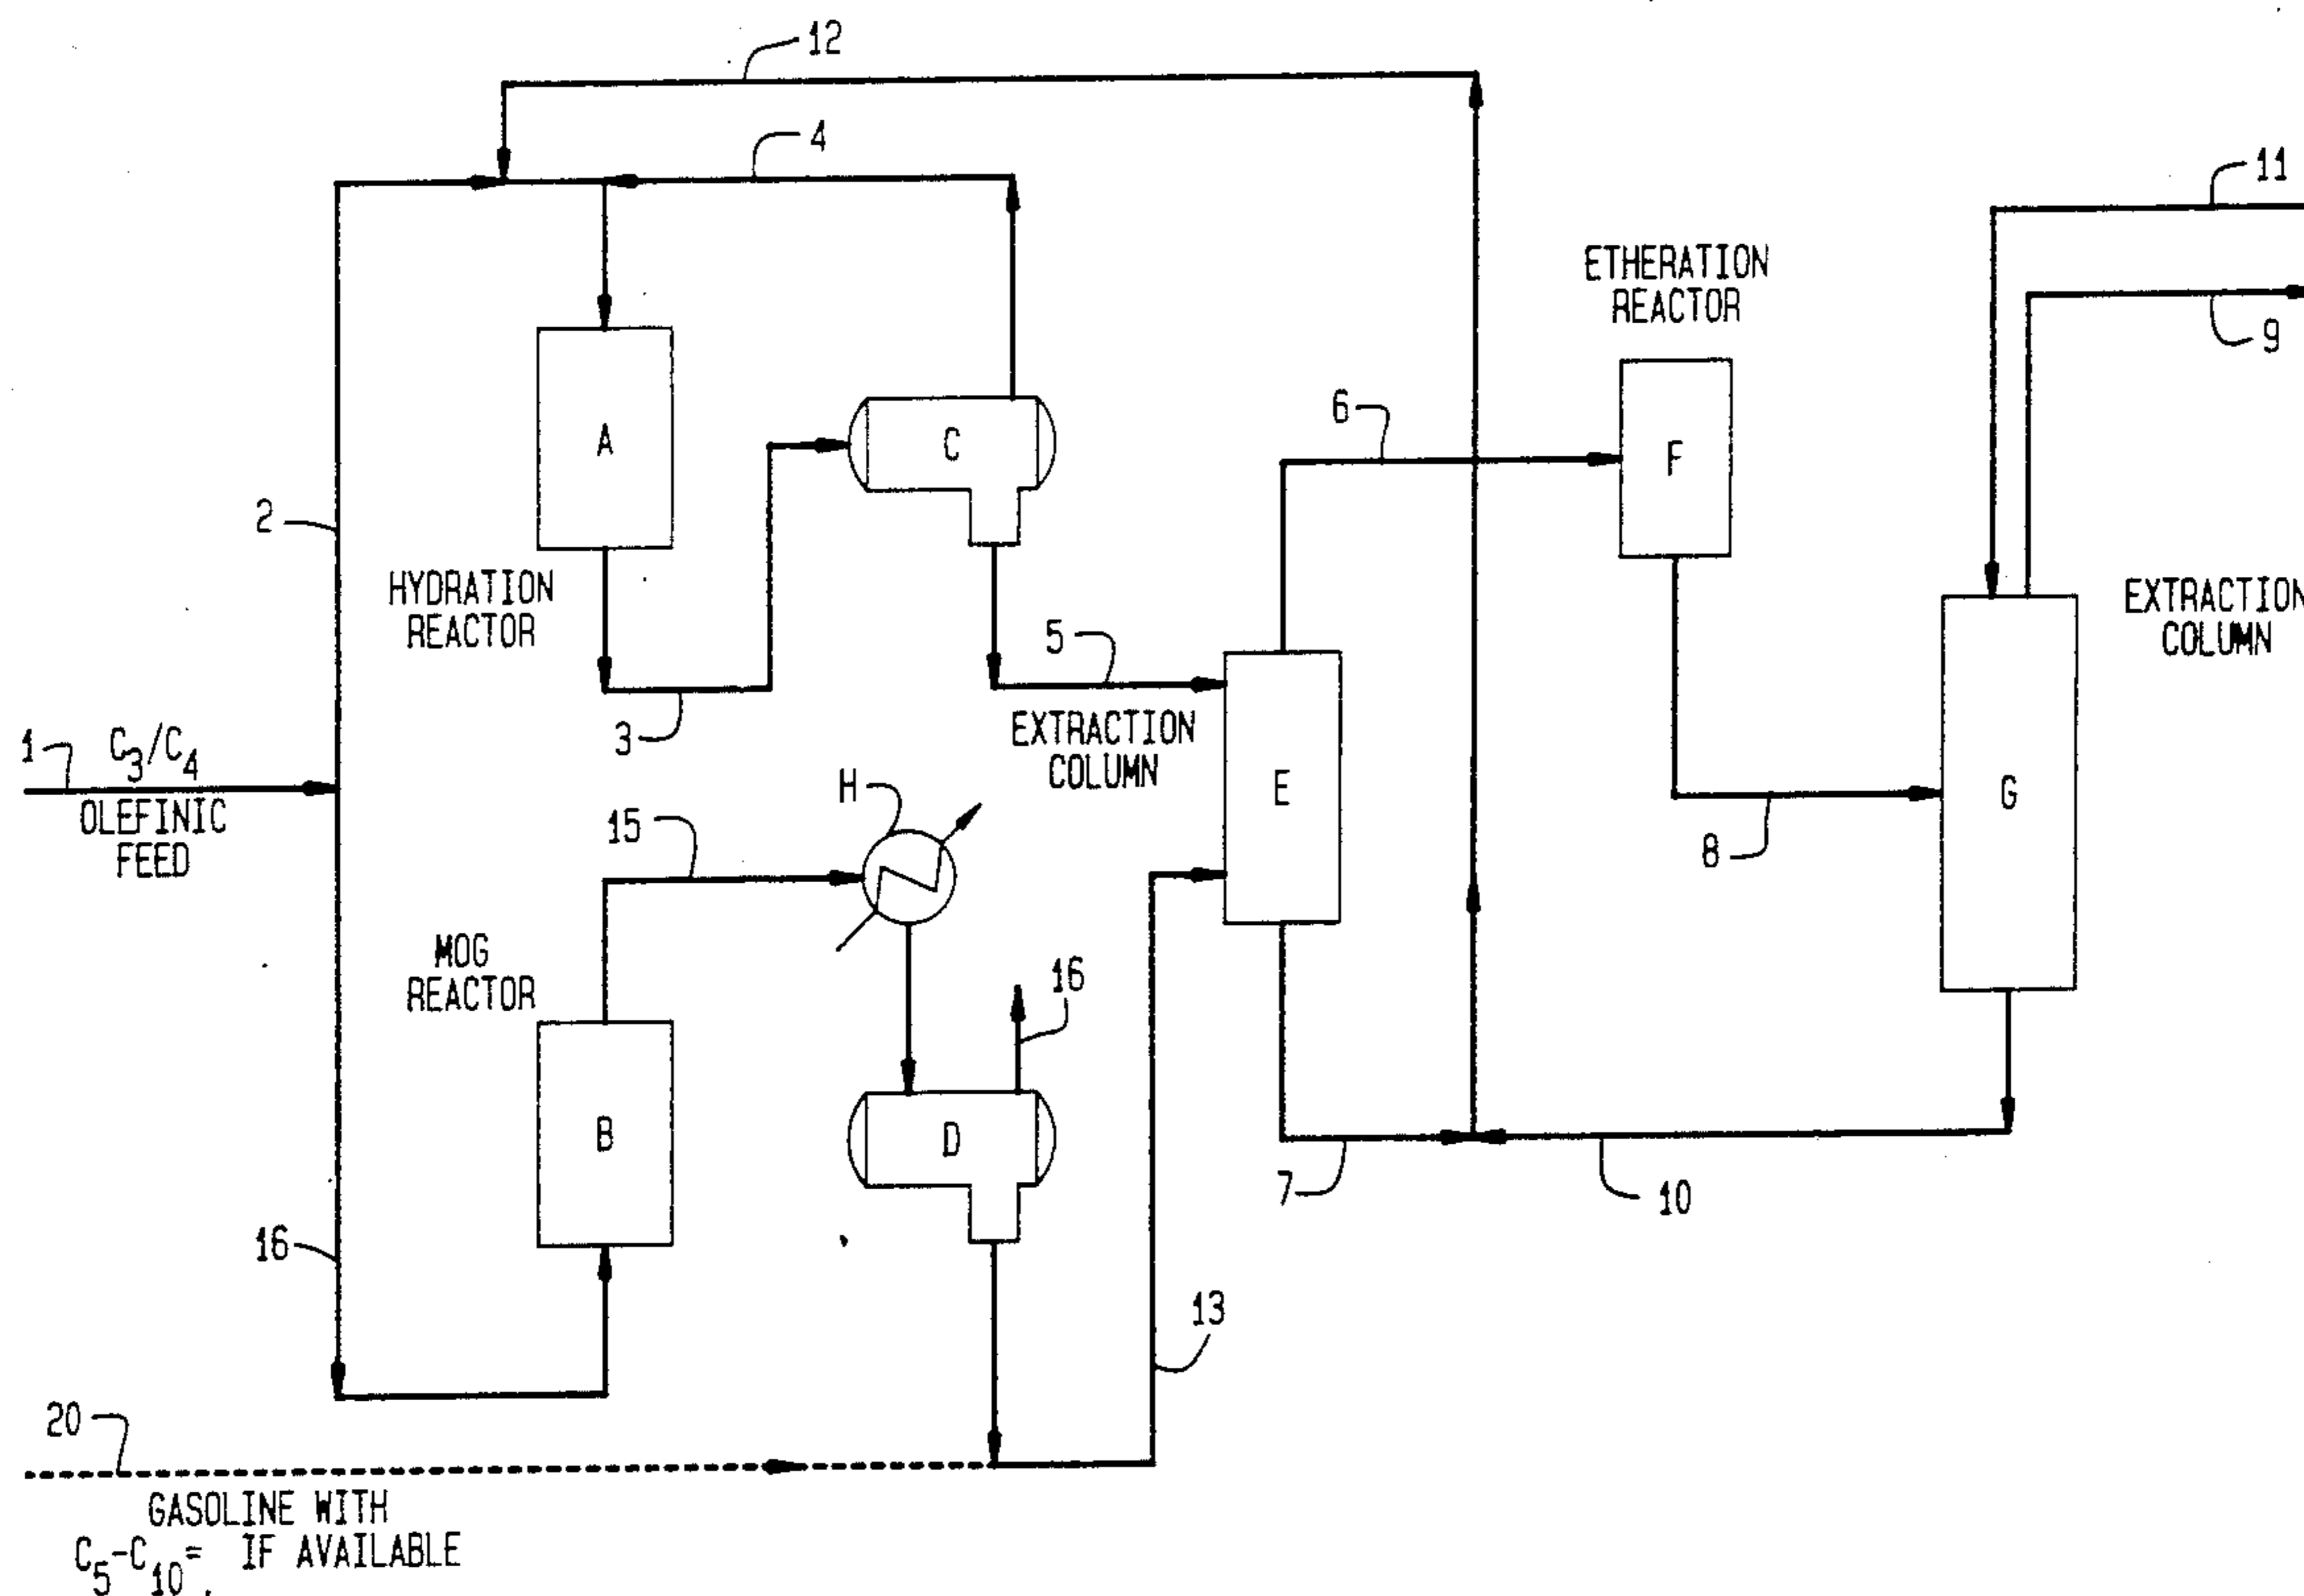 12
4
11
ETHERATION
REACTOR
9
6
A
C
F
2
HYDRATION
REACTOR
EXTRACTION
COLUMN
5
3
EXTRACTION
COLUMN
1
C3/C4
OLEFINIC
FEED
H
15
E
G
8
MOG
REACTOR
16
B
D
7
10
16
13
20
GASOLINE WITH
C5-C10= IF AVAILABLE